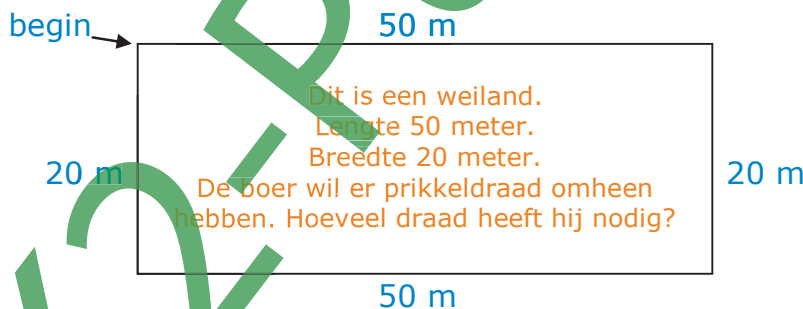 begin
50 m
Dit is een weiland.
Lengte 50 meter.
Breedte 20 meter.
20 m
20 m
De boer wil er prikkeldraad omheen
hebben. Hoeveel draad heeft hij nodig?
50 m